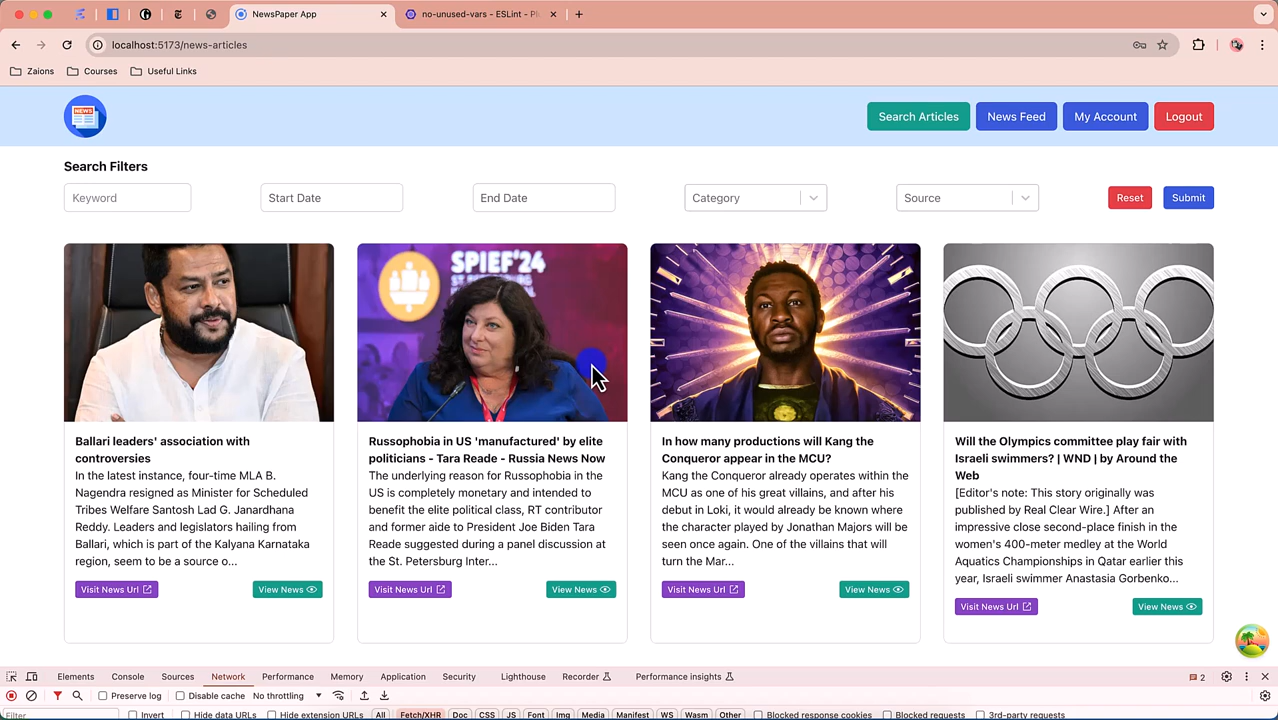 NewsPaper App
no-unused-vars - ESLint - Pl
localhost:5173/news-articles
Zaions
Courses
Useful Links
NEWS
Search Articles
News Feed
My Account
Logout
Search Filters
Keyword
Start Date
End Date
Category
Source
Reset
Submit
SPIEF'24
Ballari leaders' association with
controversies
In the latest instance, four-time MLA B.
Nagendra resigned as Minister for Scheduled
Tribes Welfare Santosh Lad G. Janardhana
Reddy. Leaders and legislators hailing from
Ballari, which is part of the Kalyana Karnataka
region, seem to be a source o...
Visit News Url
View News
Russophobia in US 'manufactured' by elite
politicians - Tara Reade - Russia News Now
The underlying reason for Russophobia in the
US is completely monetary and intended to
benefit the elite political class, RT contributor
and former aide to President Joe Biden Tara
Reade suggested during a panel discussion at
the St. Petersburg Inter...
Visit News Url
View News
In how many productions will Kang the
Conqueror appear in the MCU?
Kang the Conqueror already operates within the
MCU as one of his great villains, and after his
debut in Loki, it would already be known where
the character played by Jonathan Majors will be
seen once again. One of the villains that will
turn the Mar...
Visit News Url
View News
Will the Olympics committee play fair with
Israeli swimmers? | WND | by Around the
Web
[Editor's note: This story originally was
published by Real Clear Wire.] After an
impressive close second-place finish in the
women's 400-meter medley at the World
Aquatics Championships in Qatar earlier this
year, Israeli swimmer Anastasia Gorbenko...
Visit News Url
View News
Elements
Console
Sources
Network
Performance
Memory
Application
Security
Lighthouse
Recorder
Performance insights
2
Preserve log
Disable cache
No throttling
Filter
Invert
Hide data URLs
Hide extension URLs
All
Fetch/XHR
Doc
CSS
JS
Font
Img
Media
Manifest
WS
Wasm
Other
Blocked response cookies
Blocked requests
3rd-party requests